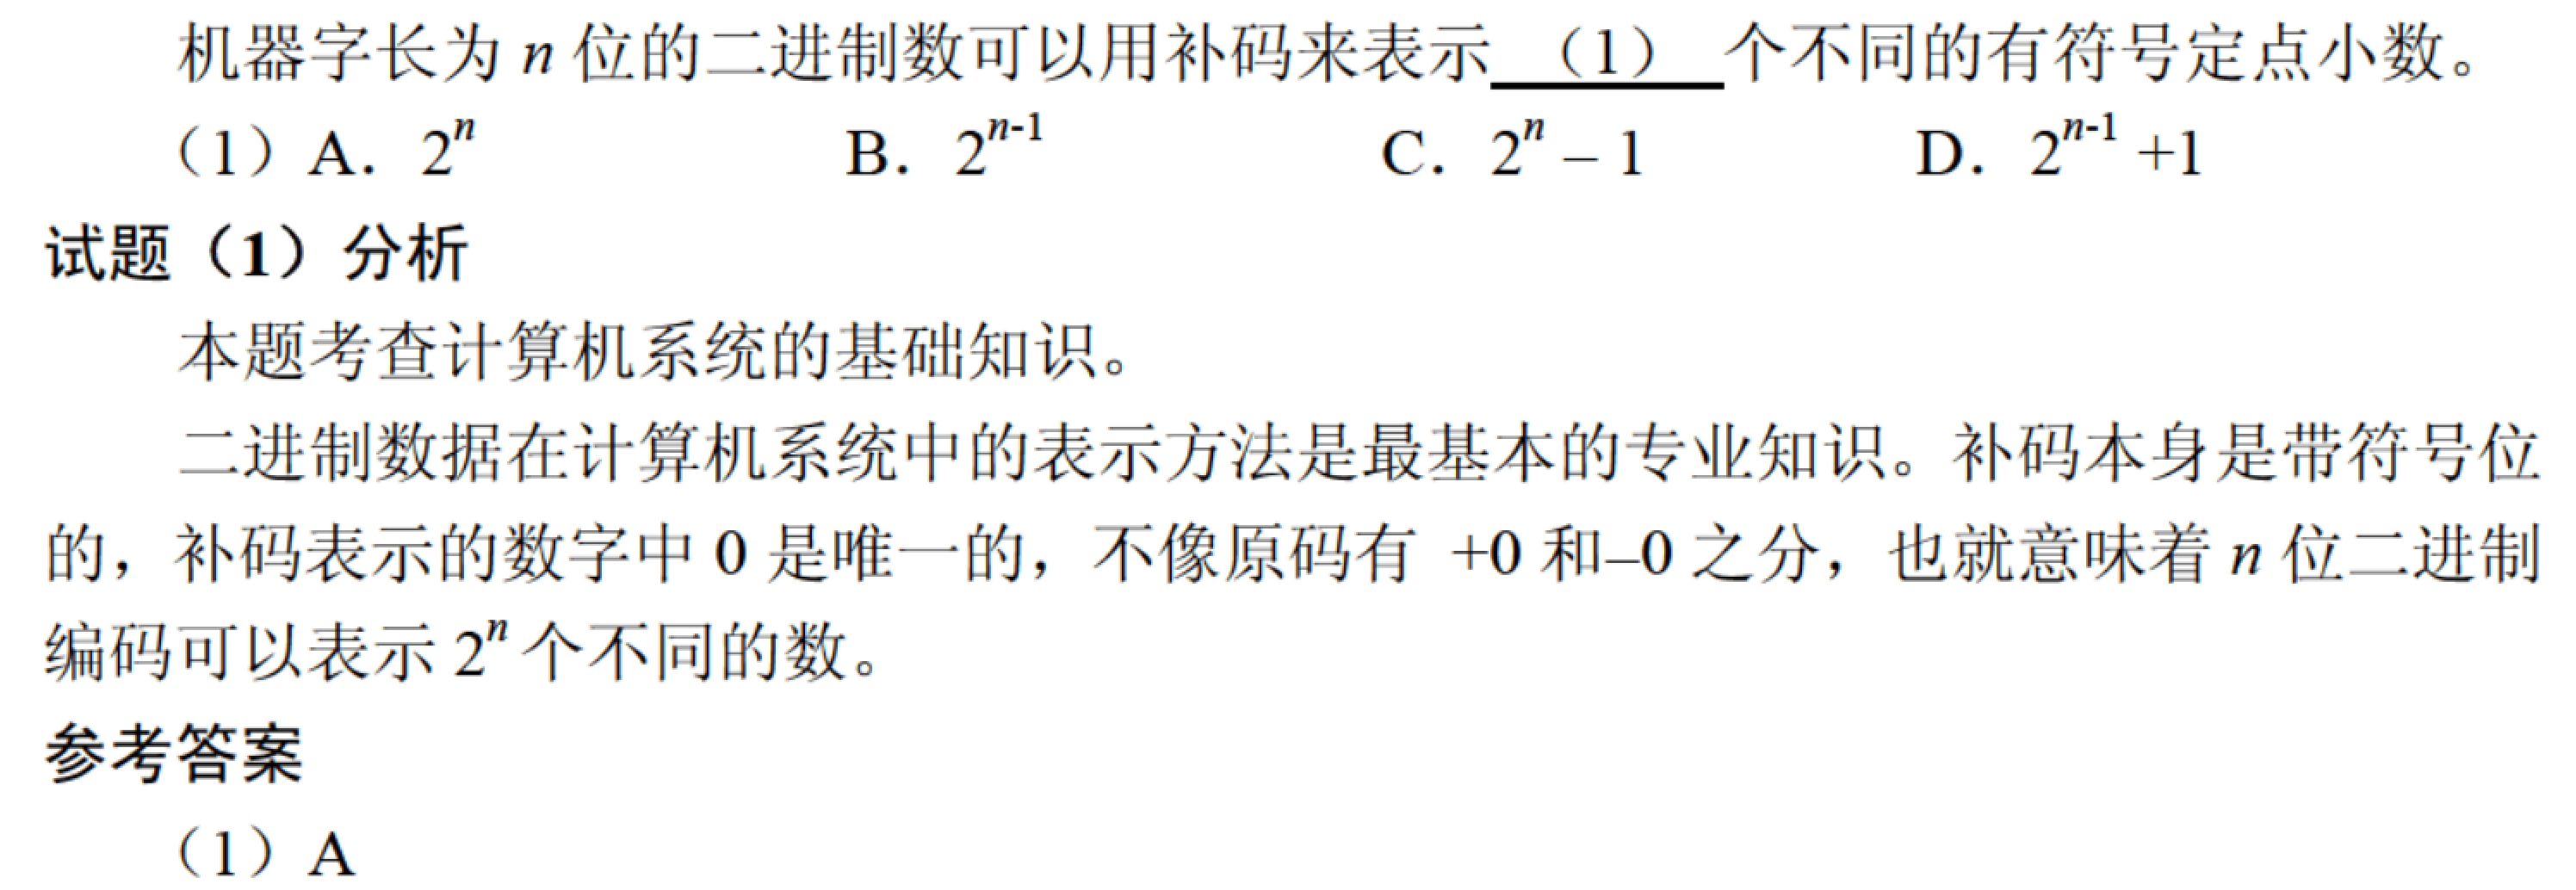 机器字长为 n 位的二进制数可以用补码来表示 （1） 个不同的有符号定点小数。
（1）A． 2ⁿ B． 2ⁿ⁻¹ C． 2ⁿ – 1 D． 2ⁿ⁻¹ +1
试题（1）分析
本题考查计算机系统的基础知识。
二进制数据在计算机系统中的表示方法是最基本的专业知识。补码本身是带符号位
的，补码表示的数字中 0 是唯一的，不像原码有 +0 和–0 之分，也就意味着 n 位二进制
编码可以表示 2ⁿ 个不同的数。
参考答案
（1）A